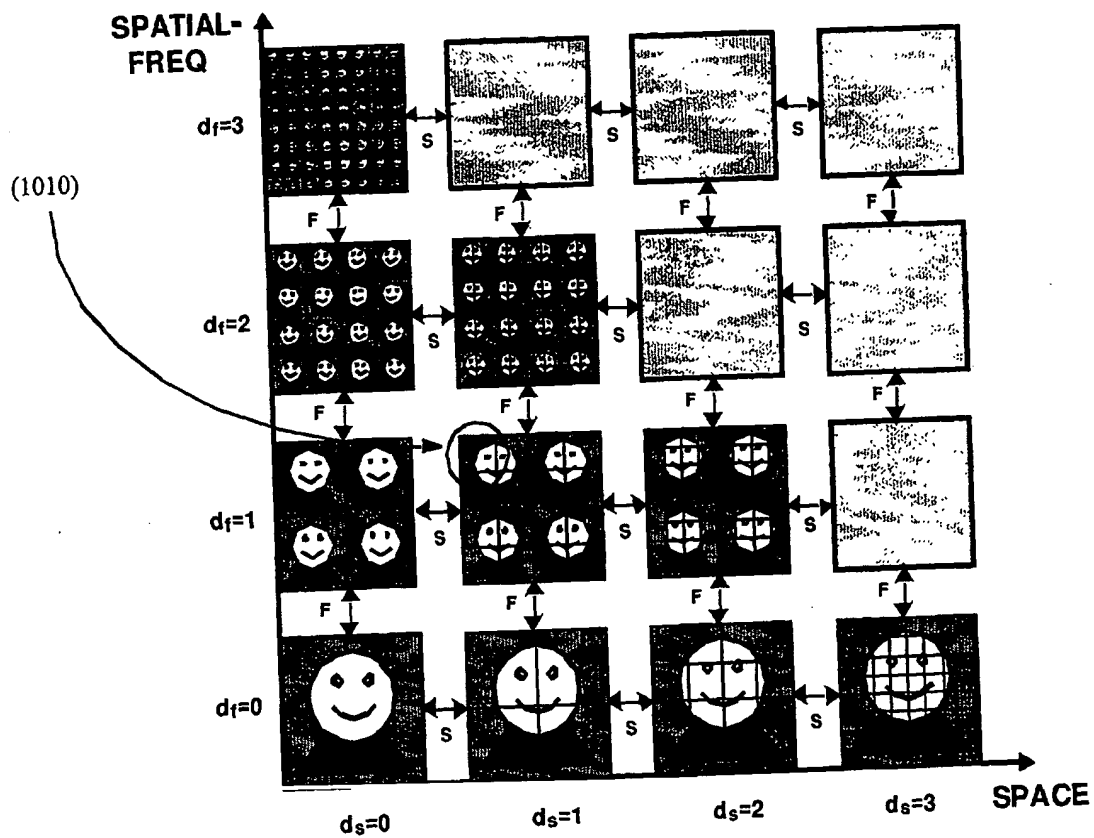 SPATIAL-
FREQ
df=3
S
S
S
(1010)
F
F
F
F
df=2
S
S
S
F
F
F
F
df=1
S
S
S
F
F
F
F
df=0
S
S
S
SPACE
ds=0
ds=1
ds=2
ds=3